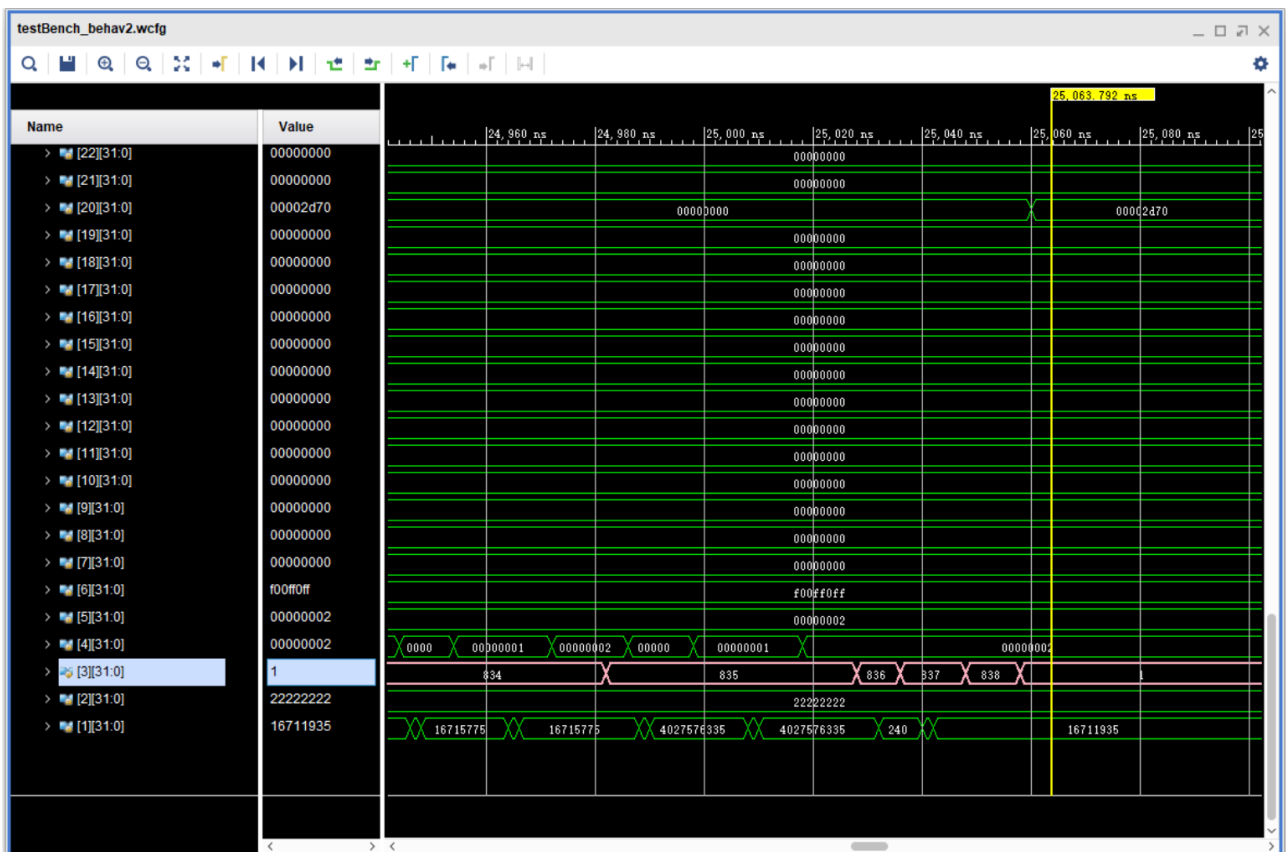 testBench_behav2.wcfg
25,063.792 ns
Name Value
24,960 ns 24,980 ns 25,000 ns 25,020 ns 25,040 ns 25,060 ns 25,080 ns 25
[22][31:0] 00000000 00000000
[21][31:0] 00000000 00000000
[20][31:0] 00002d70 00000000 00002d70
[19][31:0] 00000000 00000000
[18][31:0] 00000000 00000000
[17][31:0] 00000000 00000000
[16][31:0] 00000000 00000000
[15][31:0] 00000000 00000000
[14][31:0] 00000000 00000000
[13][31:0] 00000000 00000000
[12][31:0] 00000000 00000000
[11][31:0] 00000000 00000000
[10][31:0] 00000000 00000000
[9][31:0] 00000000 00000000
[8][31:0] 00000000 00000000
[7][31:0] 00000000 00000000
[6][31:0] f00ff0ff f00ff0ff
[5][31:0] 00000002 00000002
[4][31:0] 00000002 0000 00000001 00000002 00000 00000001 00000002
[3][31:0] 1 834 835 836 837 838 1
[2][31:0] 22222222 22222222
[1][31:0] 16711935 16715775 16715775 4027576335 4027576335 240 16711935